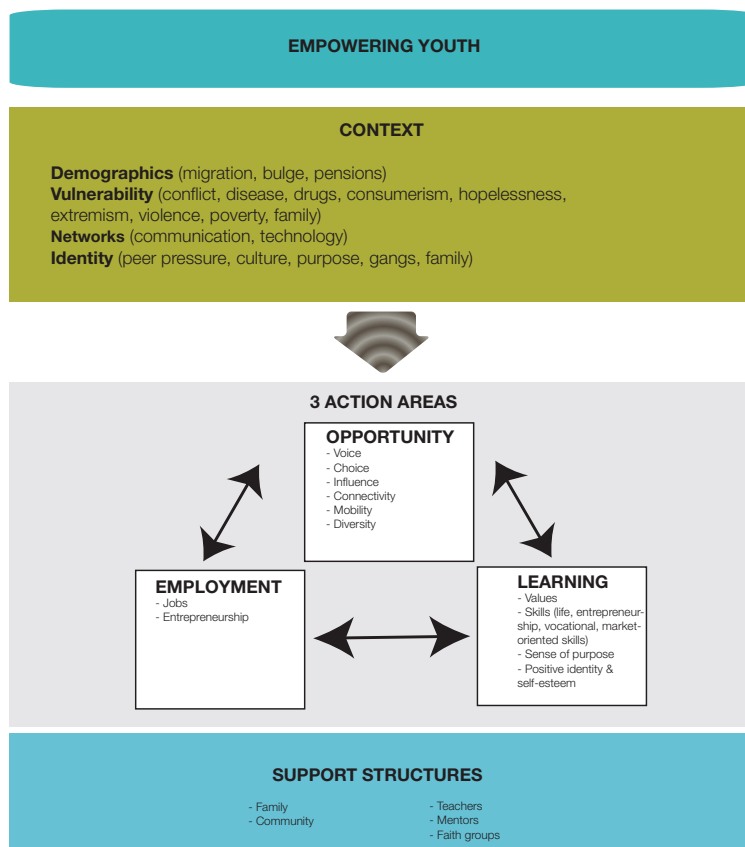 EMPOWERING YOUTH
CONTEXT
Demographics (migration, bulge, pensions)
Vulnerability (conflict, disease, drugs, consumerism, hopelessness,
extremism, violence, poverty, family)
Networks (communication, technology)
Identity (peer pressure, culture, purpose, gangs, family)
3 ACTION AREAS
OPPORTUNITY
- Voice
- Choice
- Influence
- Connectivity
- Mobility
- Diversity
EMPLOYMENT
- Jobs
- Entrepreneurship
LEARNING
- Values
- Skills (life, entrepreneur-
ship, vocational, market-
oriented skills)
- Sense of purpose
- Positive identity &
self-esteem
SUPPORT STRUCTURES
- Family
- Community
- Teachers
- Mentors
- Faith groups